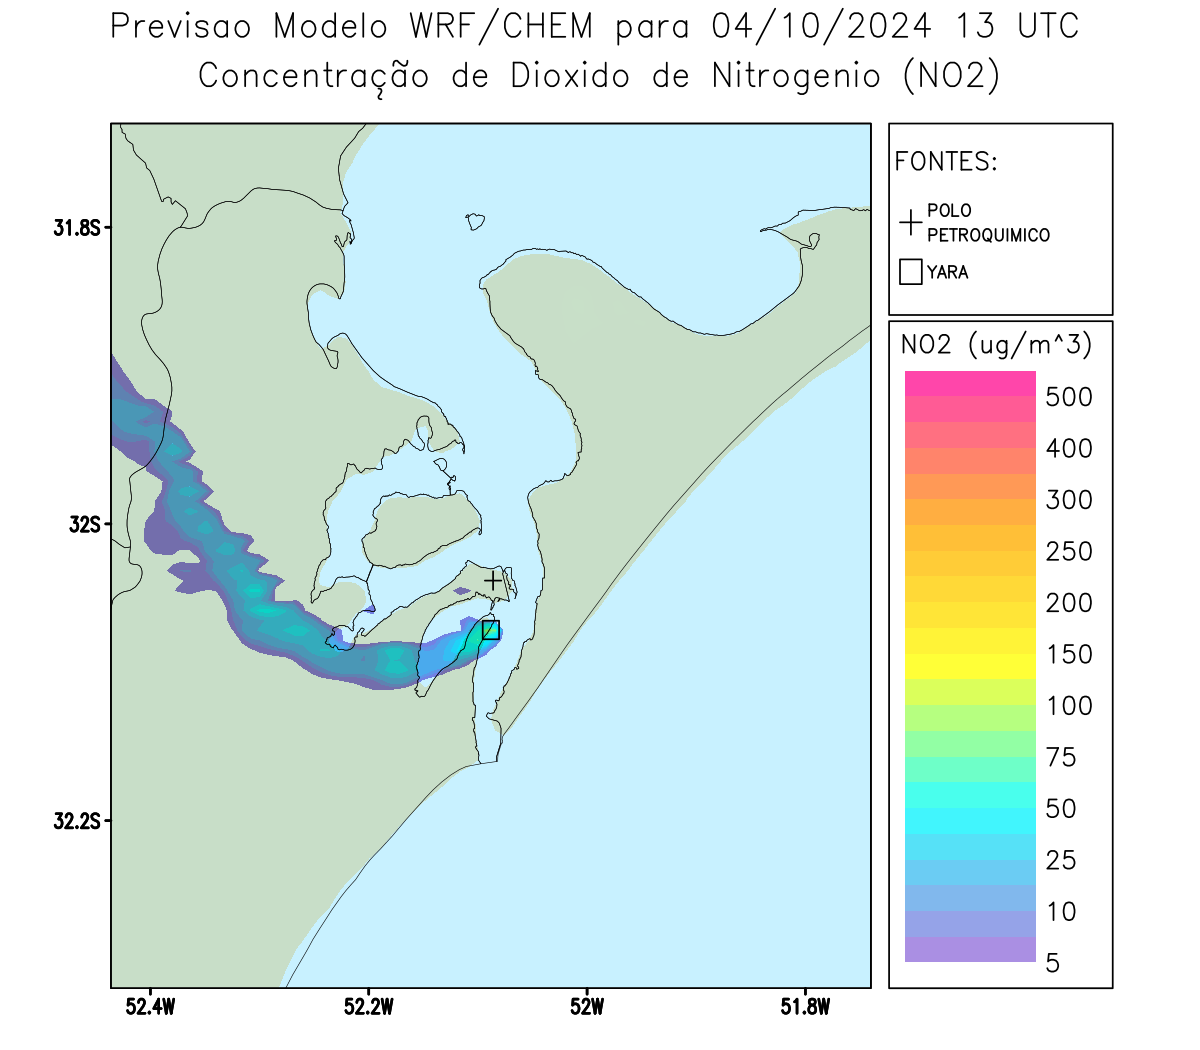 Previsao Modelo WRF/CHEM para 04/10/2024 13 UTC
Concentração de Dioxido de Nitrogenio (NO2)
FONTES:
POLO
PETROQUIMICO
YARA
NO2 (ug/m^3)
500
400
300
250
200
150
100
75
50
25
10
5
31.8S
32S
32.2S
52.4W
52.2W
52W
51.8W